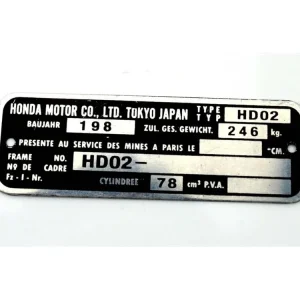 HONDA MOTOR CO., LTD. TOKYO JAPAN TYPE TYP HD02
BAUJAHR 198 ZUL. GES. GEWICHT. 246 kg.
PRESENTE AU SERVICE DES MINES A PARIS LE °CM.
FRAME NO. HD02-
NO DE CADRE
Fz - I - Nr. CYLINDREE 78 cm³ P.V.A.